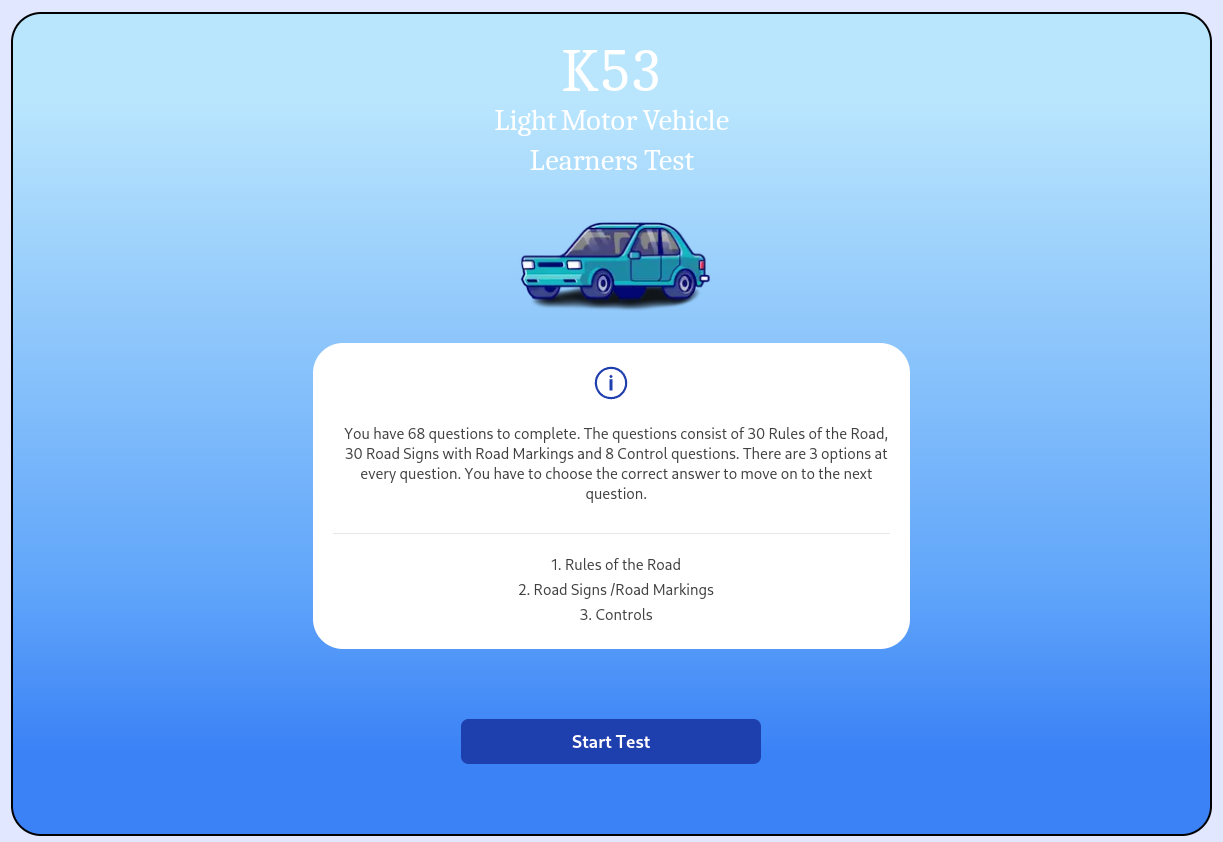 K53
Light Motor Vehicle
Learners Test
You have 68 questions to complete. The questions consist of 30 Rules of the Road,
30 Road Signs with Road Markings and 8 Control questions. There are 3 options at
every question. You have to choose the correct answer to move on to the next
question.
1. Rules of the Road
2. Road Signs /Road Markings
3. Controls
Start Test